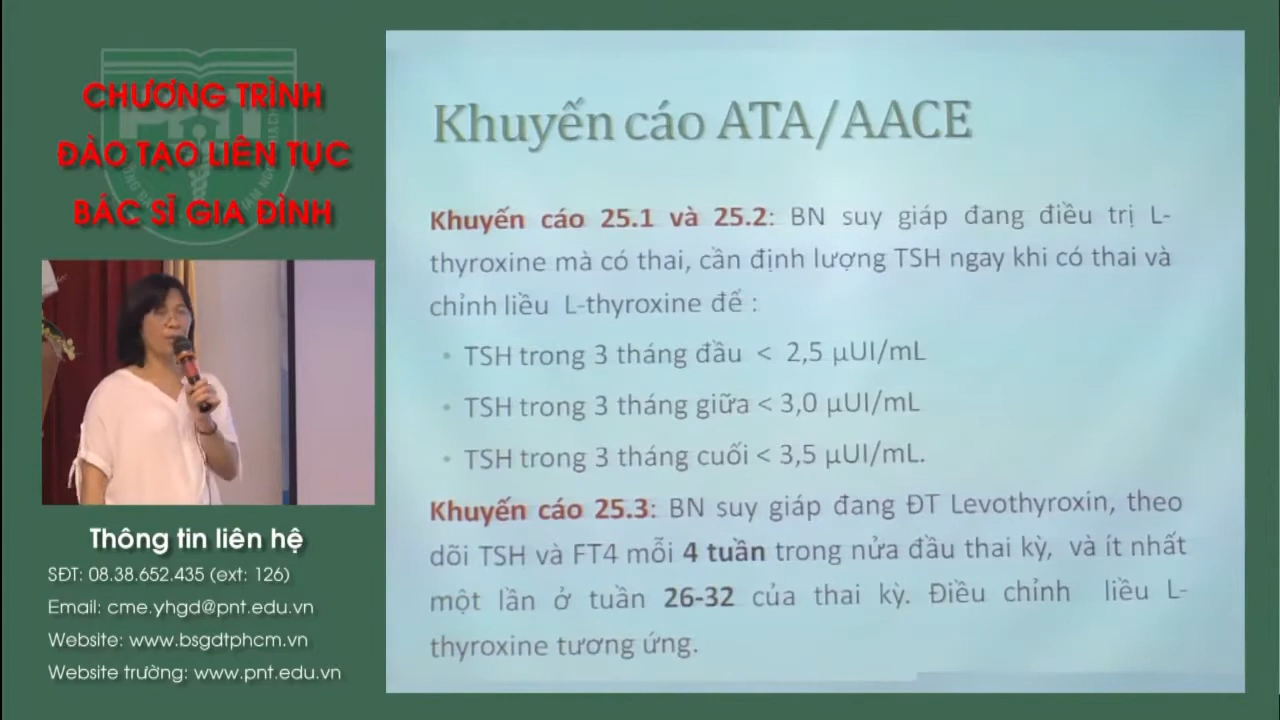 CHƯƠNG TRÌNH
ĐÀO TẠO LIÊN TỤC
BÁC SĨ GIA ĐÌNH
Thông tin liên hệ
SĐT: 08.38.652.435 (ext: 126)
Email: cme.yhgd@pnt.edu.vn
Website: www.bsgdtphcm.vn
Website trường: www.pnt.edu.vn
Khuyến cáo ATA/AACE
Khuyến cáo 25.1 và 25.2: BN suy giáp đang điều trị L-
thyroxine mà có thai, cần định lượng TSH ngay khi có thai và
chỉnh liều L-thyroxine để :
• TSH trong 3 tháng đầu < 2,5 µUI/mL
• TSH trong 3 tháng giữa < 3,0 µUI/mL
• TSH trong 3 tháng cuối < 3,5 µUI/mL.
Khuyến cáo 25.3: BN suy giáp đang ĐT Levothyroxin, theo
dõi TSH và FT4 mỗi 4 tuần trong nửa đầu thai kỳ, và ít nhất
một lần ở tuần 26-32 của thai kỳ. Điều chỉnh liều L-
thyroxine tương ứng.